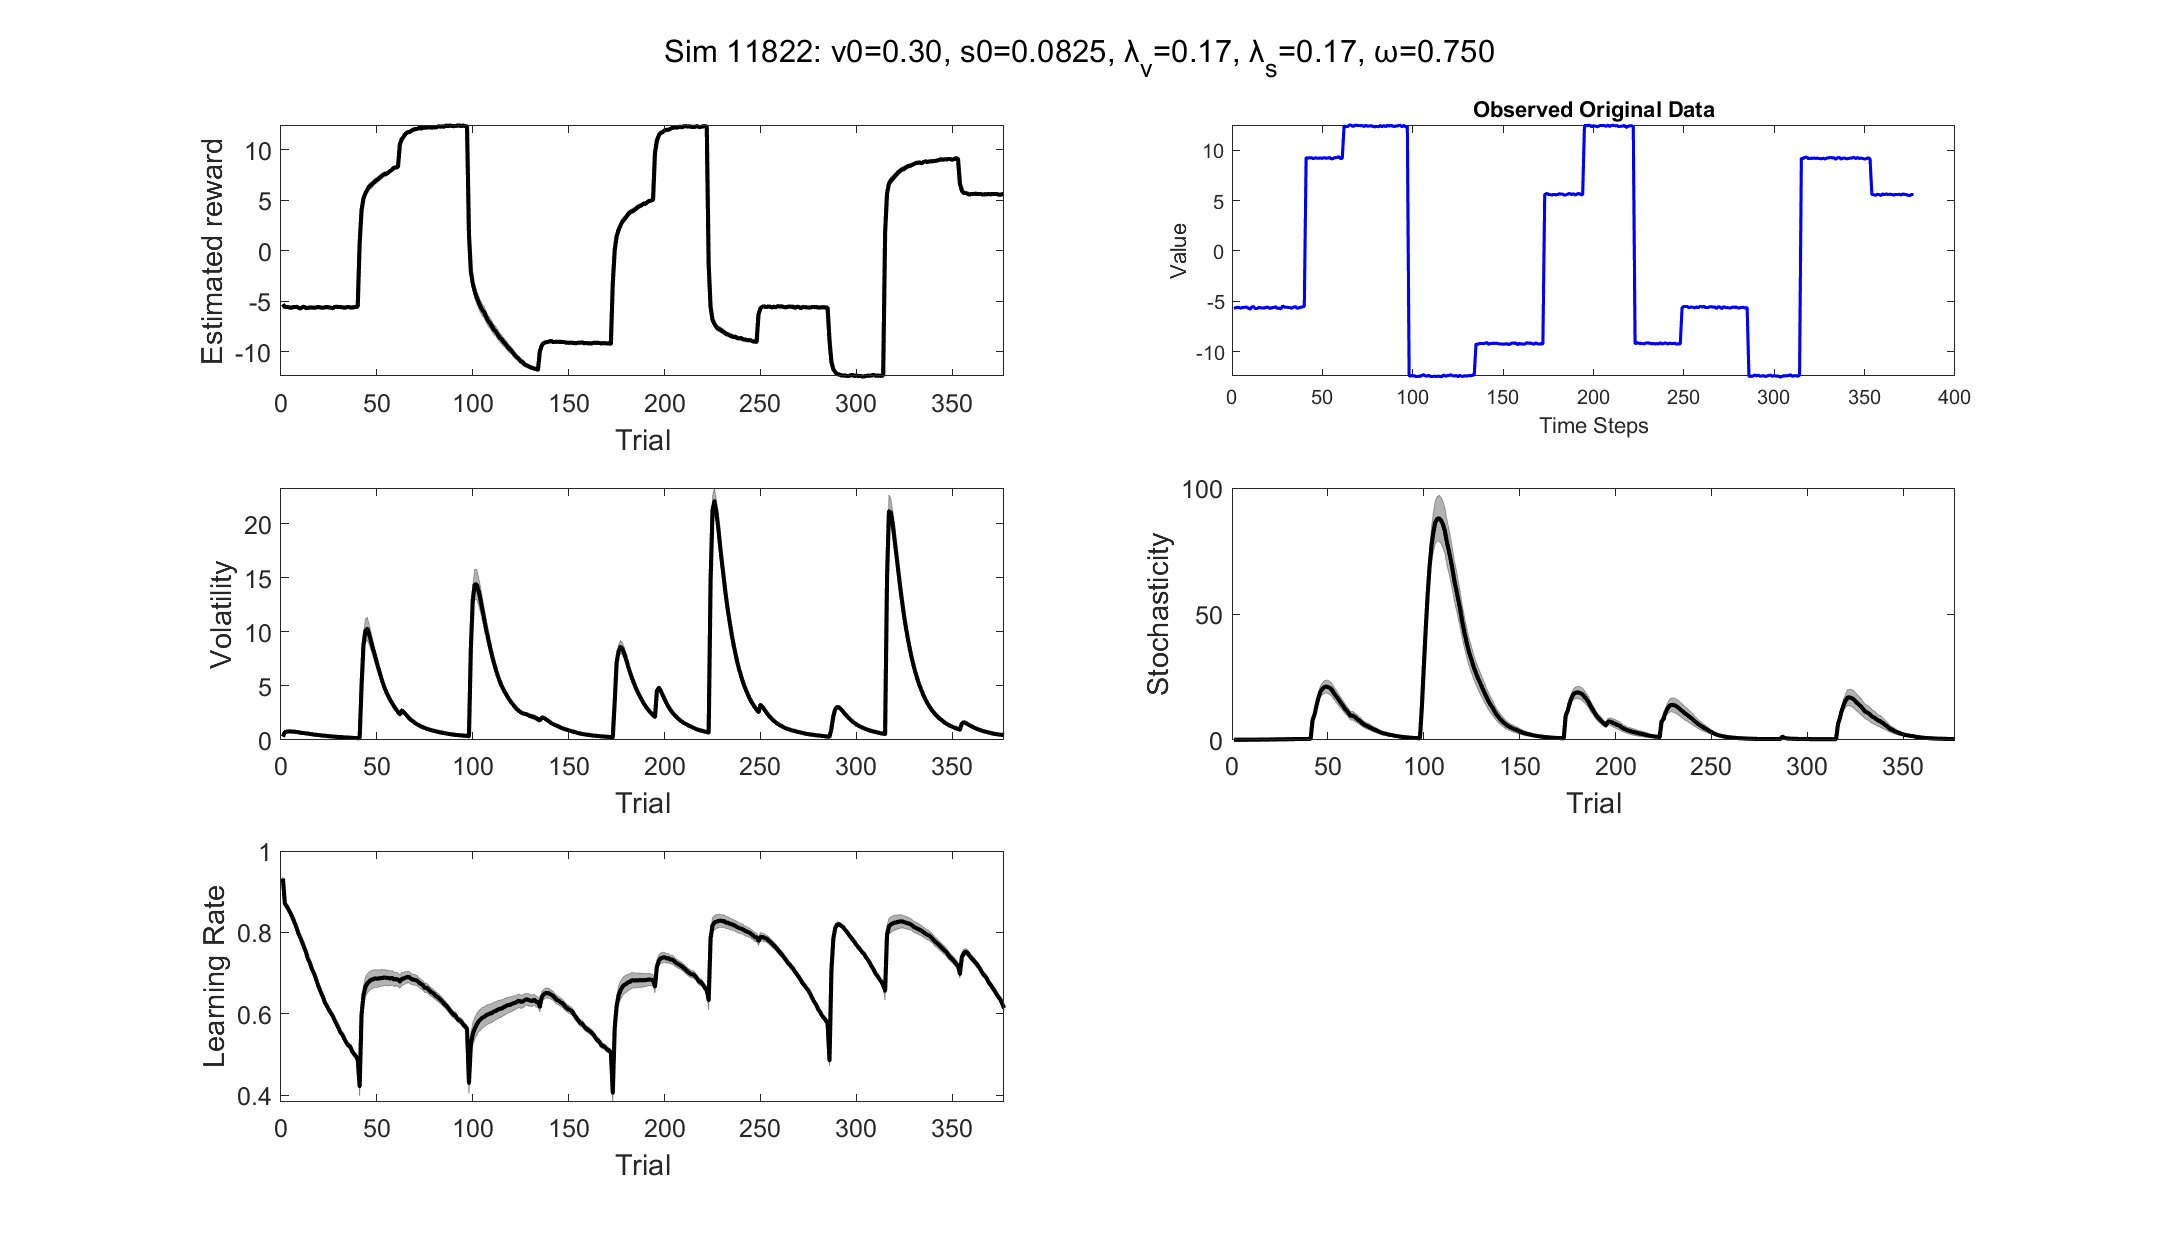 Sim 11822: v0=0.30, s0=0.0825, λ_v=0.17, λ_s=0.17, ω=0.750
Estimated reward
10
5
0
-5
-10
0 50 100 150 200 250 300 350
Trial
Observed Original Data
Value
10
5
0
-5
-10
0 50 100 150 200 250 300 350 400
Time Steps
Volatility
20
15
10
5
0
0 50 100 150 200 250 300 350
Trial
Stochasticity
100
50
0
0 50 100 150 200 250 300 350
Trial
Learning Rate
1
0.8
0.6
0.4
0 50 100 150 200 250 300 350
Trial